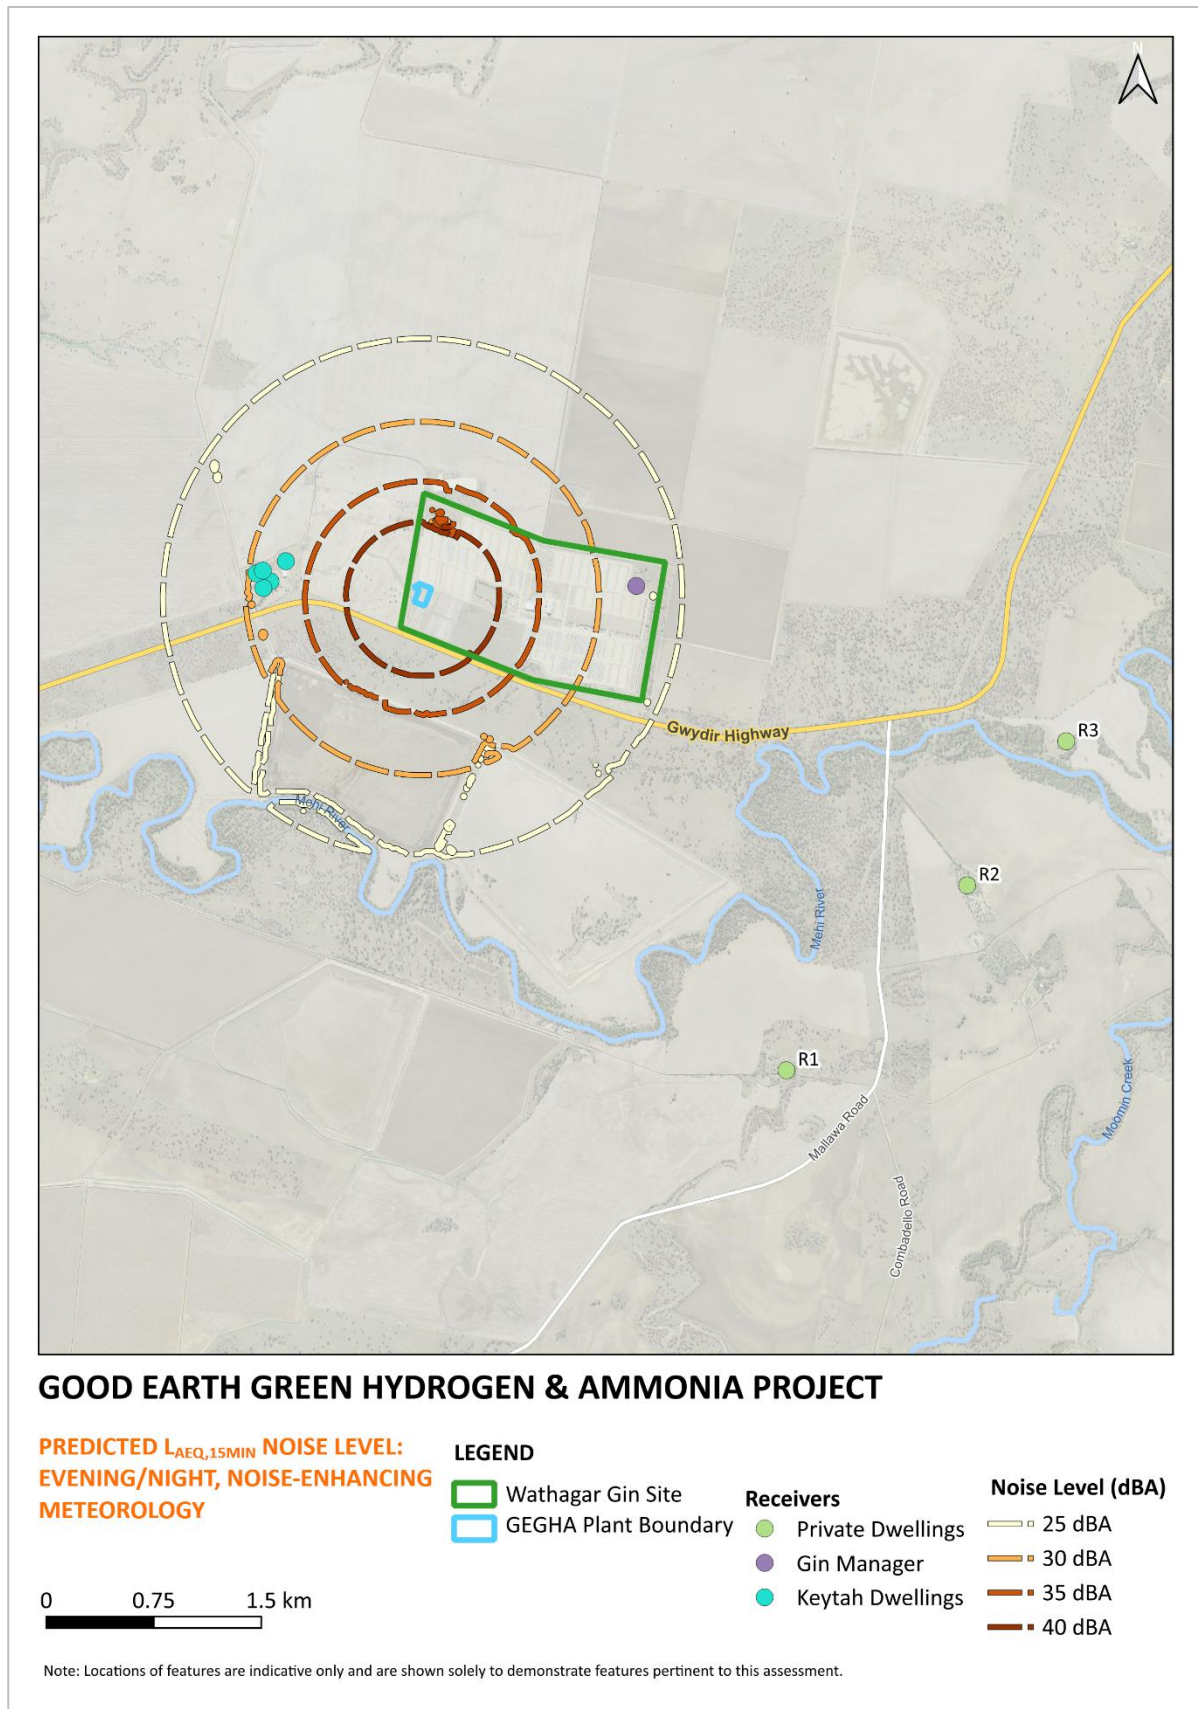 N
Gwydir Highway
R3
Mehi River
R2
Mehi River
R1
Moomin Creek
Mallawa Road
Combadello Road
GOOD EARTH GREEN HYDROGEN & AMMONIA PROJECT
PREDICTED LAEQ,15MIN NOISE LEVEL:
EVENING/NIGHT, NOISE-ENHANCING
METEOROLOGY
LEGEND
Wathagar Gin Site
GEGHA Plant Boundary
Receivers
Private Dwellings
Gin Manager
Keytah Dwellings
Noise Level (dBA)
25 dBA
30 dBA
35 dBA
40 dBA
0 0.75 1.5 km
Note: Locations of features are indicative only and are shown solely to demonstrate features pertinent to this assessment.